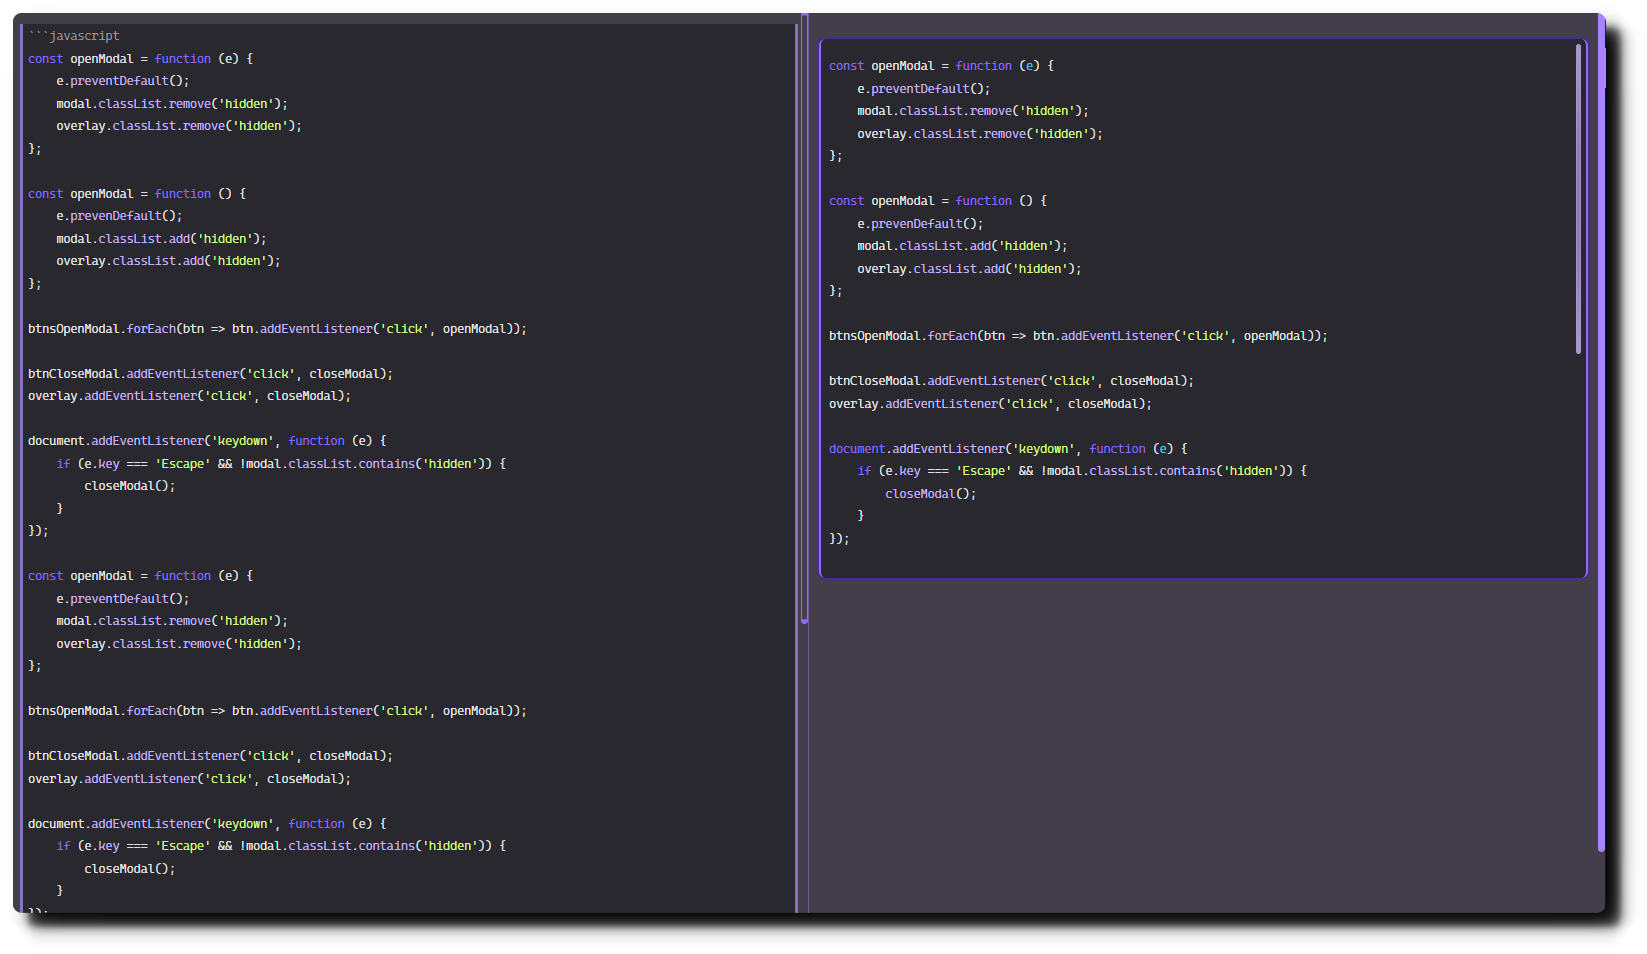 ```javascript
const openModal = function (e) {
    e.preventDefault();
    modal.classList.remove('hidden');
    overlay.classList.remove('hidden');
};

const openModal = function () {
    e.prevenDefault();
    modal.classList.add('hidden');
    overlay.classList.add('hidden');
};

btnsOpenModal.forEach(btn => btn.addEventListener('click', openModal));

btnCloseModal.addEventListener('click', closeModal);
overlay.addEventListener('click', closeModal);

document.addEventListener('keydown', function (e) {
    if (e.key === 'Escape' && !modal.classList.contains('hidden')) {
        closeModal();
    }
});

const openModal = function (e) {
    e.preventDefault();
    modal.classList.remove('hidden');
    overlay.classList.remove('hidden');
};

btnsOpenModal.forEach(btn => btn.addEventListener('click', openModal));

btnCloseModal.addEventListener('click', closeModal);
overlay.addEventListener('click', closeModal);

document.addEventListener('keydown', function (e) {
    if (e.key === 'Escape' && !modal.classList.contains('hidden')) {
        closeModal();
    }
});

const openModal = function (e) {
    e.preventDefault();
    modal.classList.remove('hidden');
    overlay.classList.remove('hidden');
};

const openModal = function () {
    e.prevenDefault();
    modal.classList.add('hidden');
    overlay.classList.add('hidden');
};

btnsOpenModal.forEach(btn => btn.addEventListener('click', openModal));

btnCloseModal.addEventListener('click', closeModal);
overlay.addEventListener('click', closeModal);

document.addEventListener('keydown', function (e) {
    if (e.key === 'Escape' && !modal.classList.contains('hidden')) {
        closeModal();
    }
});